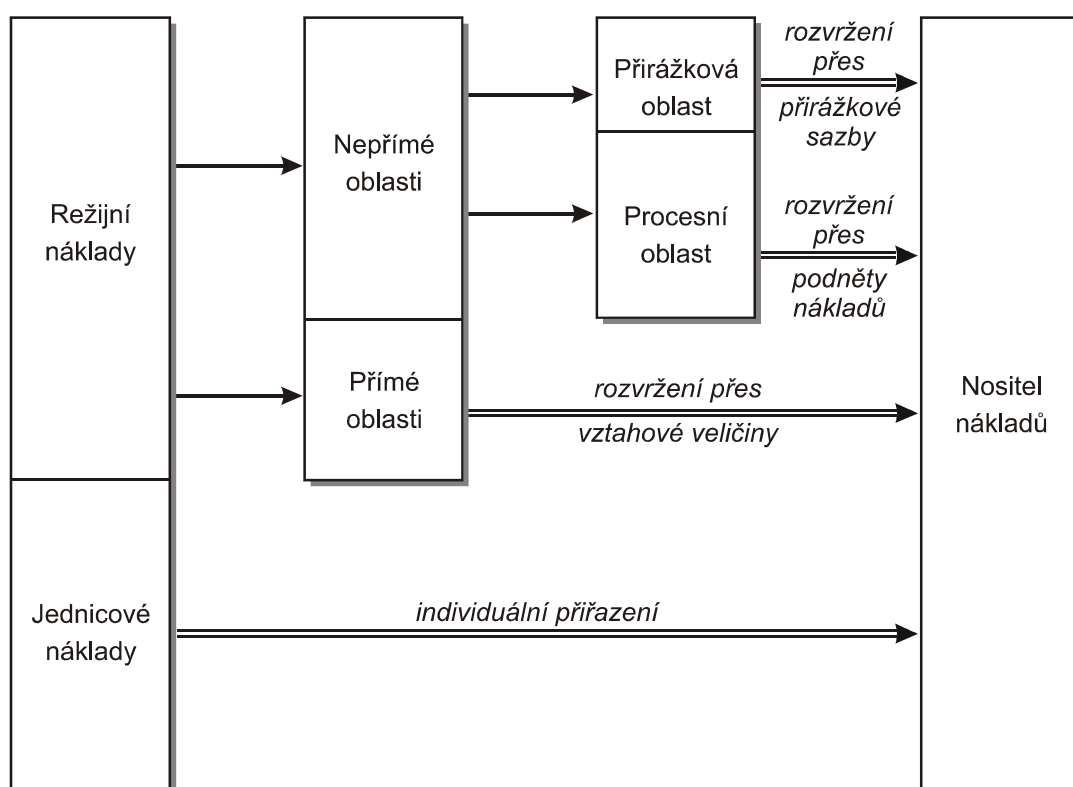 Režijní
náklady
Jednicové
náklady
Nepřímé
oblasti
Přímé
oblasti
Přirážková
oblast
Procesní
oblast
rozvržení
přes
přirážkové
sazby
rozvržení
přes
podněty
nákladů
rozvržení přes
vztahové veličiny
individuální přiřazení
Nositel
nákladů